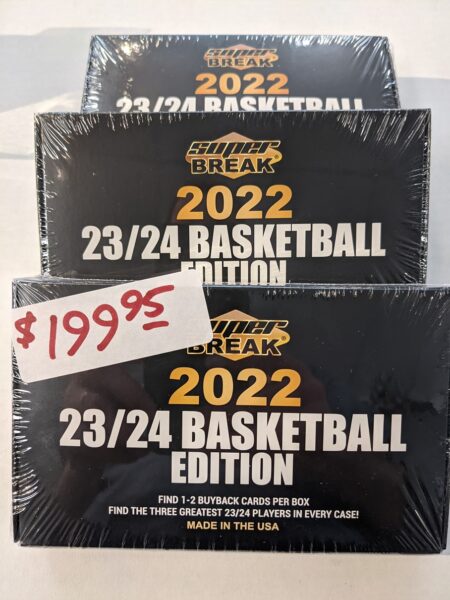 SUPER
BREAK
2022
23/24 BASKETBALL
SUPER
BREAK®
2022
23/24 BASKETBALL
EDITION
$199.95
SUPER
BREAK®
2022
23/24 BASKETBALL
EDITION
FIND 1-2 BUYBACK CARDS PER BOX
FIND THE THREE GREATEST 23/24 PLAYERS IN EVERY CASE!
MADE IN THE USA